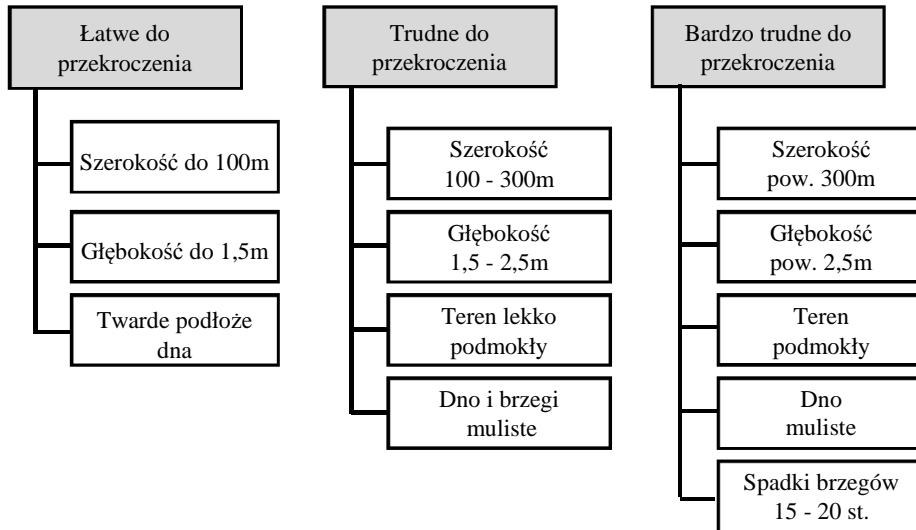 Łatwe do
przekroczenia
Szerokość do 100m
Głębokość do 1,5m
Twarde podłoże
dna
Trudne do
przekroczenia
Szerokość
100 - 300m
Głębokość
1,5 - 2,5m
Teren lekko
podmokły
Dno i brzegi
muliste
Bardzo trudne do
przekroczenia
Szerokość
pow. 300m
Głębokość
pow. 2,5m
Teren
podmokły
Dno
muliste
Spadki brzegów
15 - 20 st.